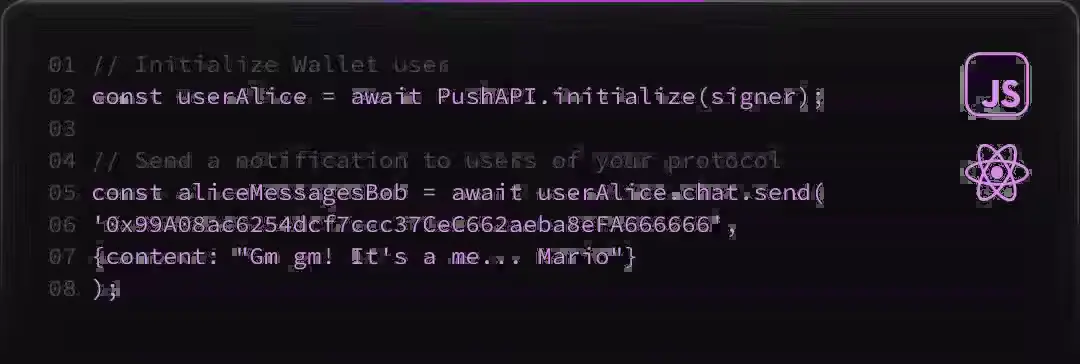 01 // Initialize Wallet user
02 const userAlice = await PushAPI.initialize(signer);
03
04 // Send a notification to users of your protocol
05 const aliceMessagesBob = await userAlice.chat.send(
06 '0x99A08ac6254dcf7ccc37CeC662aeba8eFA666666',
07 {content: "Gm gm! It's a me... Mario"}
08 );
JS